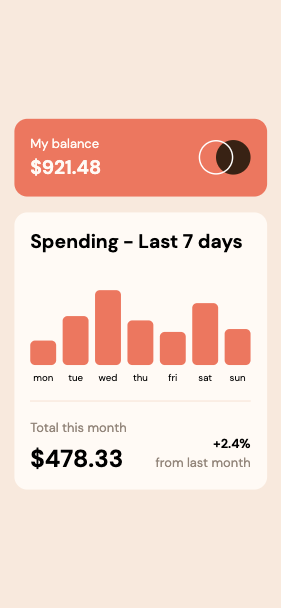 My balance
$921.48
Spending - Last 7 days
mon tue wed thu fri sat sun
Total this month
$478.33
+2.4%
from last month